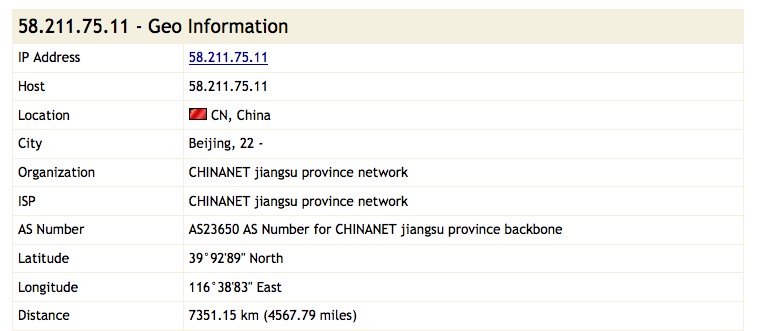 58.211.75.11 - Geo Information
IP Address 58.211.75.11
Host 58.211.75.11
Location CN, China
City Beijing, 22 -
Organization CHINANET jiangsu province network
ISP CHINANET jiangsu province network
AS Number AS23650 AS Number for CHINANET jiangsu province backbone
Latitude 39°92'89" North
Longitude 116°38'83" East
Distance 7351.15 km (4567.79 miles)